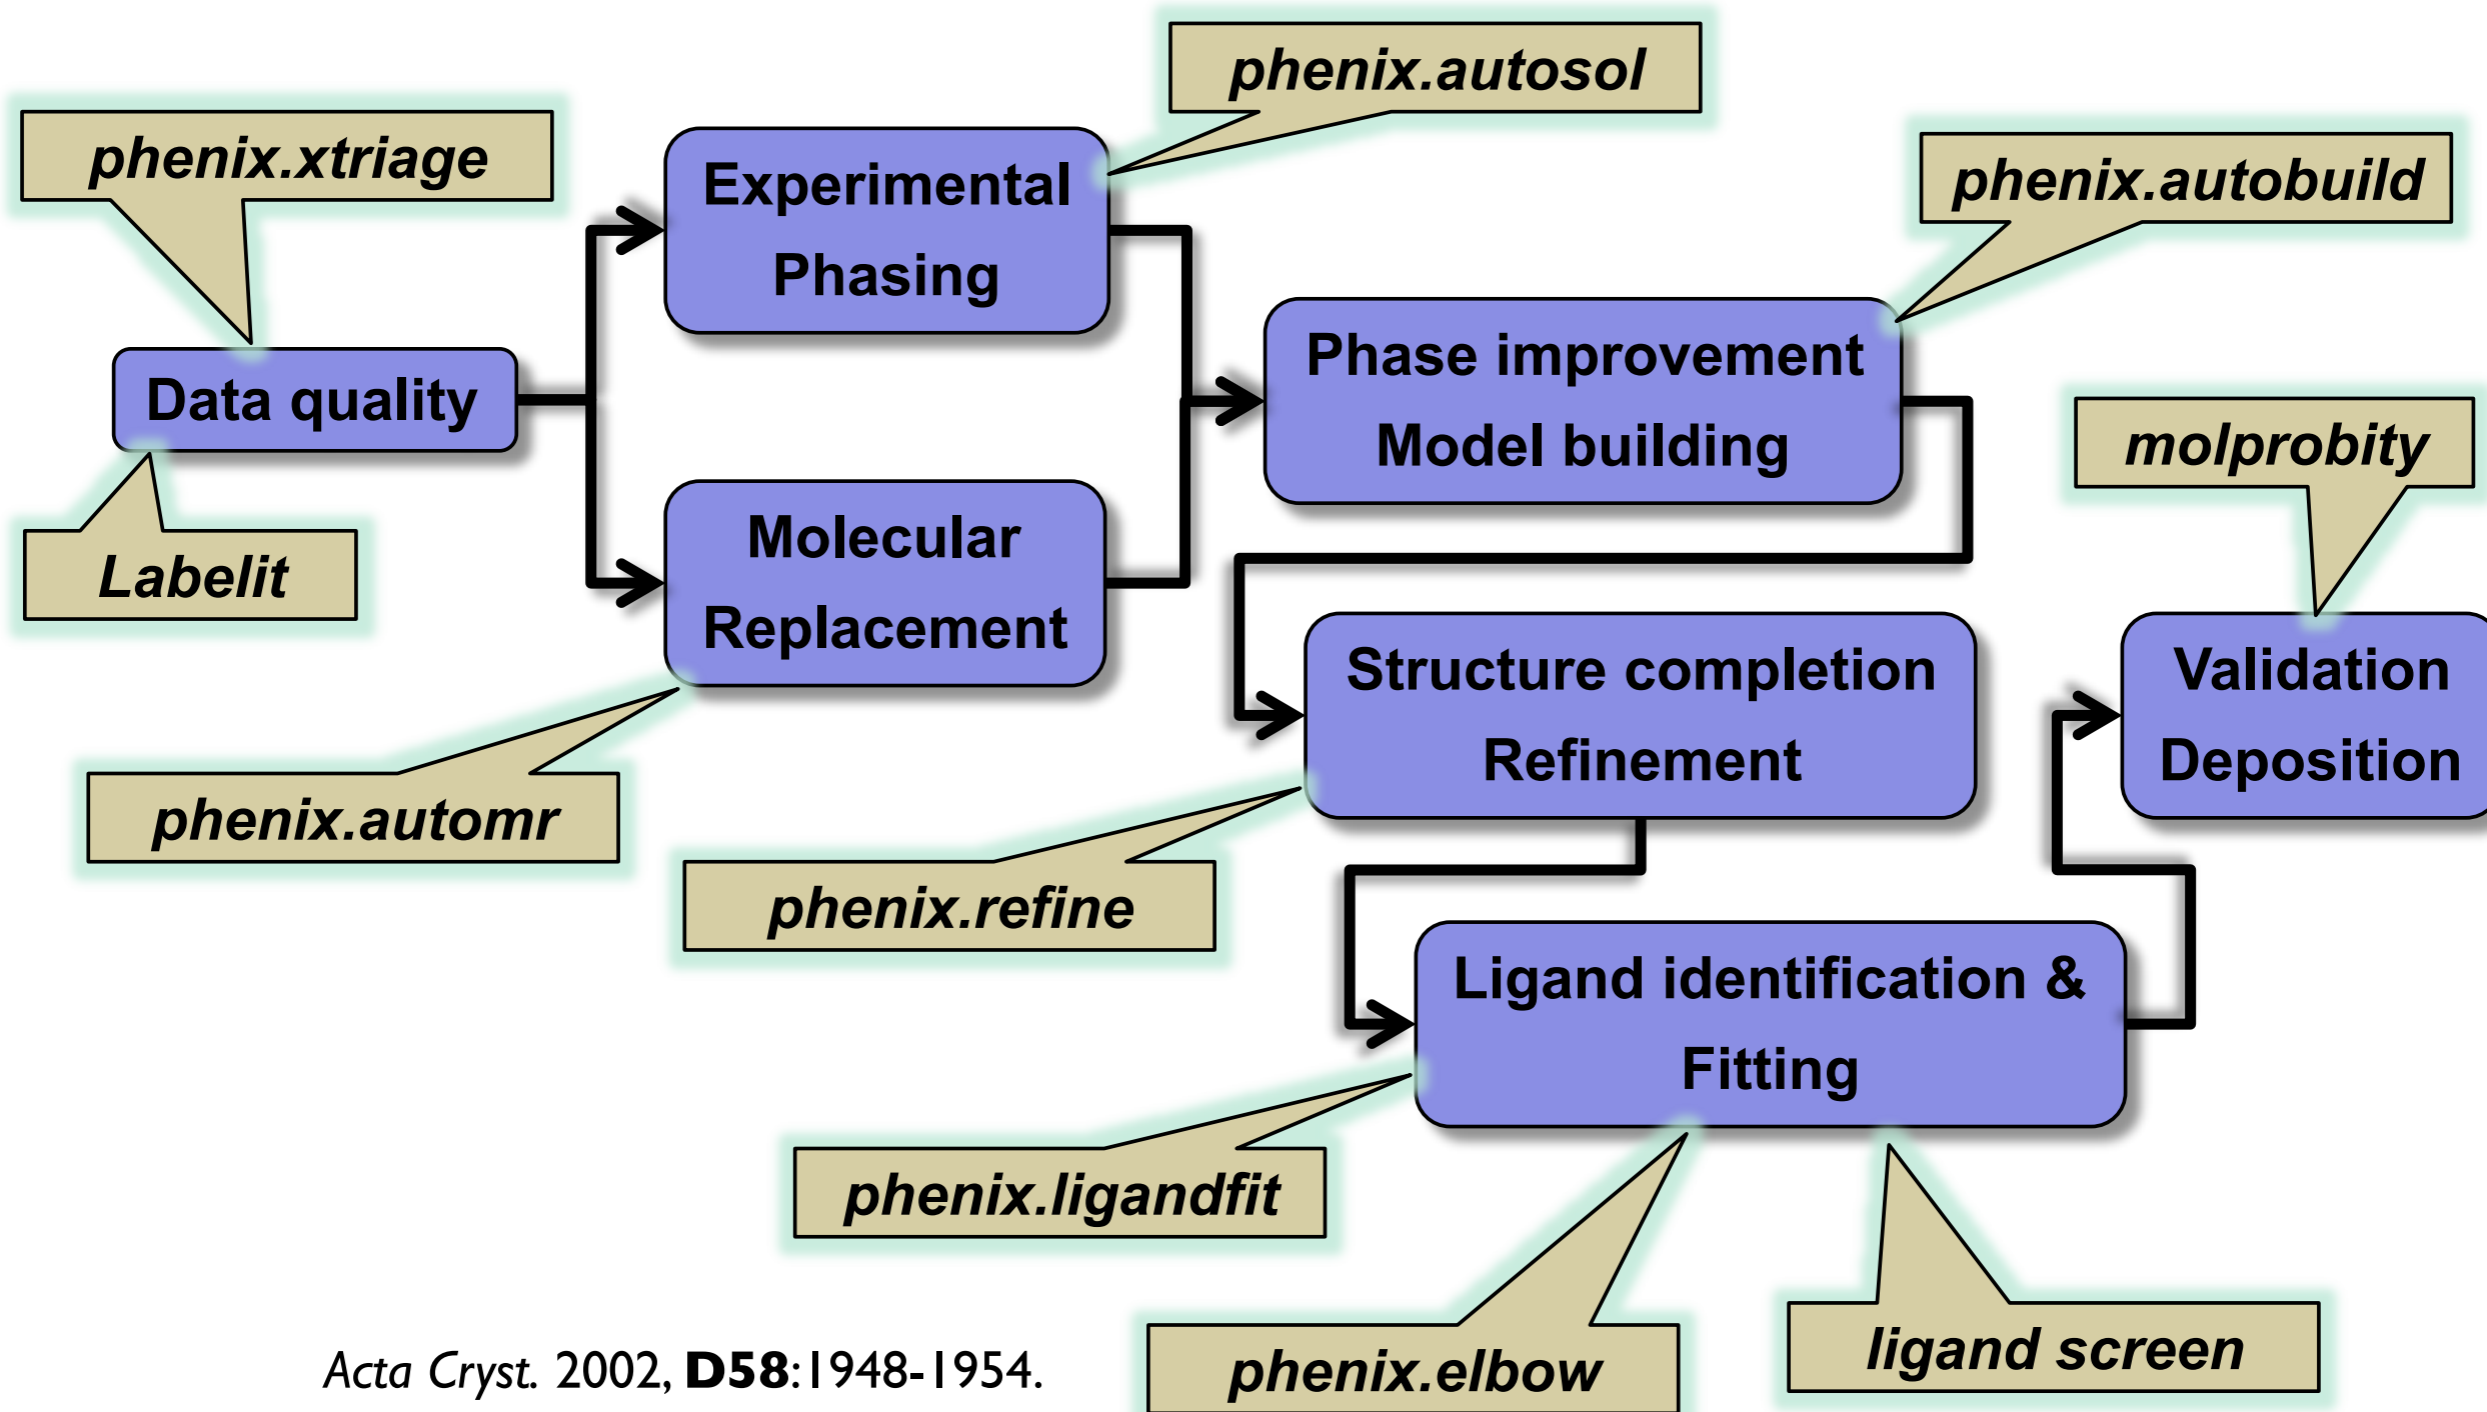 phenix.autosol
phenix.xtriage
Experimental
Phasing
phenix.autobuild
Data quality
Phase improvement
Model building
molprobity
Labelit
Molecular
Replacement
Structure completion
Refinement
Validation
Deposition
phenix.automr
phenix.refine
Ligand identification &
Fitting
phenix.ligandfit
phenix.elbow
ligand screen
Acta Cryst. 2002, D58:1948-1954.